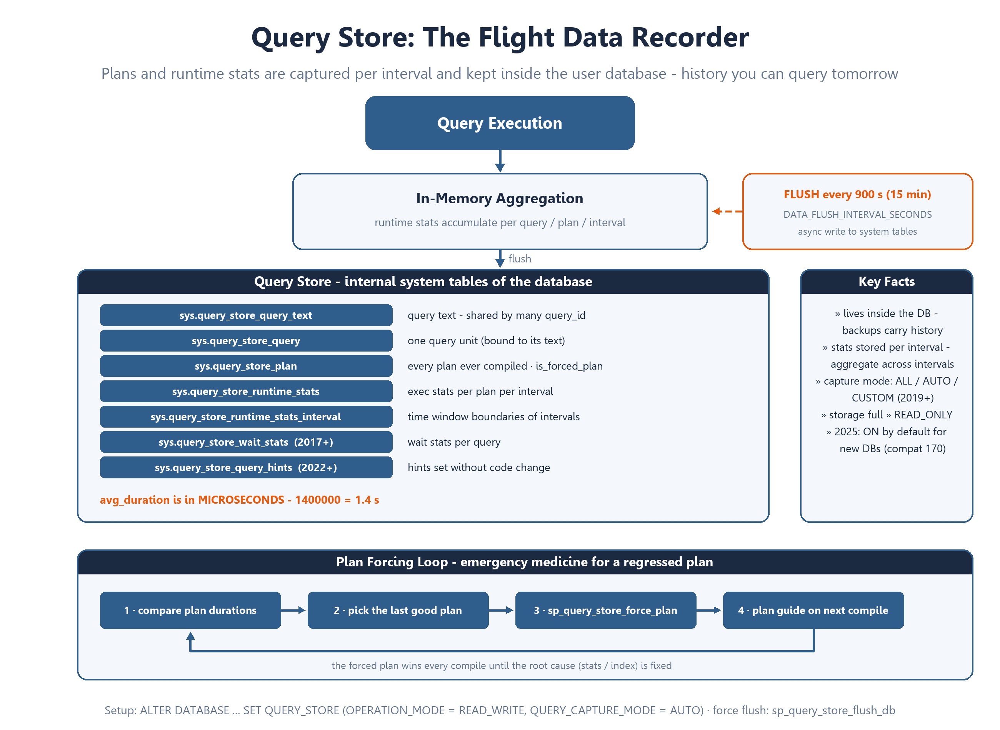 Query Store: The Flight Data Recorder
Plans and runtime stats are captured per interval and kept inside the user database - history you can query tomorrow
Query Execution
In-Memory Aggregation
runtime stats accumulate per query / plan / interval
FLUSH every 900 s (15 min)
DATA_FLUSH_INTERVAL_SECONDS
async write to system tables
flush
Query Store - internal system tables of the database
sys.query_store_query_text
query text - shared by many query_id
sys.query_store_query
one query unit (bound to its text)
sys.query_store_plan
every plan ever compiled · is_forced_plan
sys.query_store_runtime_stats
exec stats per plan per interval
sys.query_store_runtime_stats_interval
time window boundaries of intervals
sys.query_store_wait_stats (2017+)
wait stats per query
sys.query_store_query_hints (2022+)
hints set without code change
avg_duration is in MICROSECONDS - 1400000 = 1.4 s
Key Facts
» lives inside the DB -
backups carry history
» stats stored per interval -
aggregate across intervals
» capture mode: ALL / AUTO /
CUSTOM (2019+)
» storage full » READ_ONLY
» 2025: ON by default for
new DBs (compat 170)
Plan Forcing Loop - emergency medicine for a regressed plan
1 · compare plan durations
2 · pick the last good plan
3 · sp_query_store_force_plan
4 · plan guide on next compile
the forced plan wins every compile until the root cause (stats / index) is fixed
Setup: ALTER DATABASE ... SET QUERY_STORE (OPERATION_MODE = READ_WRITE, QUERY_CAPTURE_MODE = AUTO) · force flush: sp_query_store_flush_db